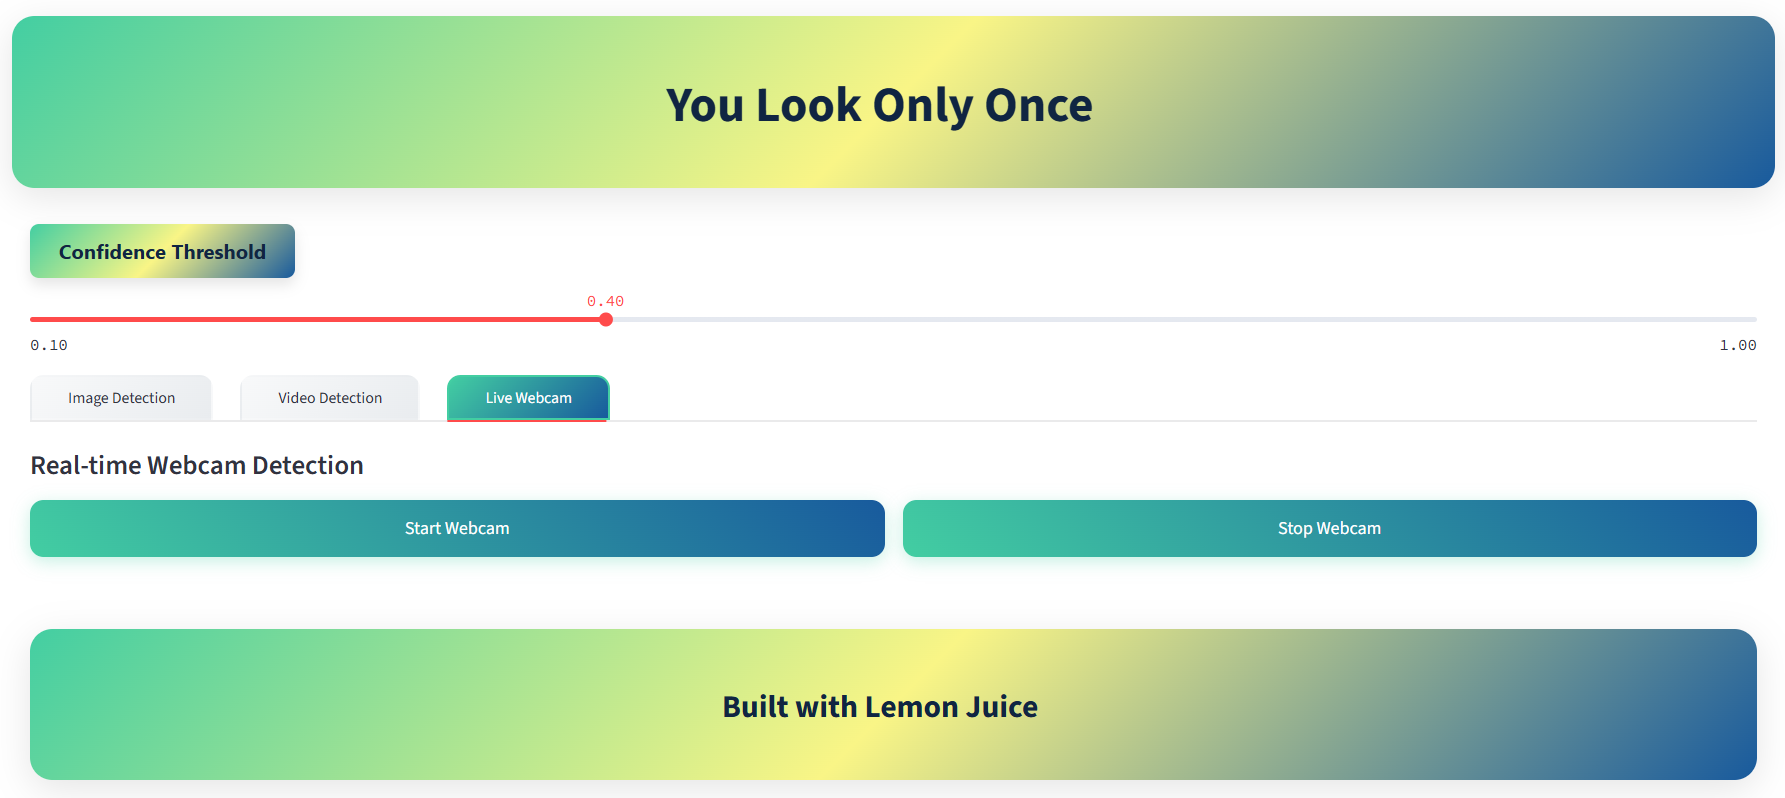 You Look Only Once
Confidence Threshold
0.40
0.10 1.00
Image Detection Video Detection Live Webcam
Real-time Webcam Detection
Start Webcam Stop Webcam
Built with Lemon Juice